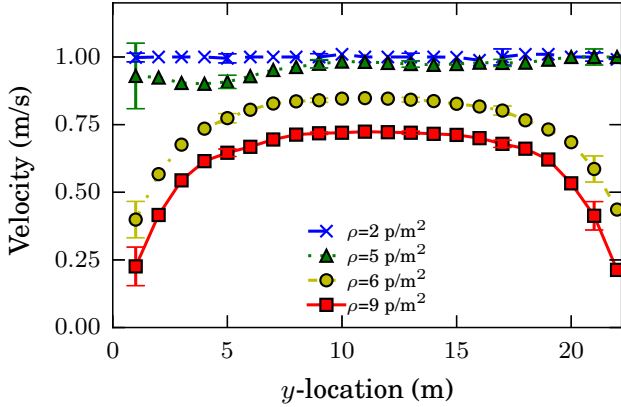 1.00
0.75
0.50
0.25
0.00
Velocity (m/s)
ρ=2 p/m²
ρ=5 p/m²
ρ=6 p/m²
ρ=9 p/m²
0 5 10 15 20
y-location (m)